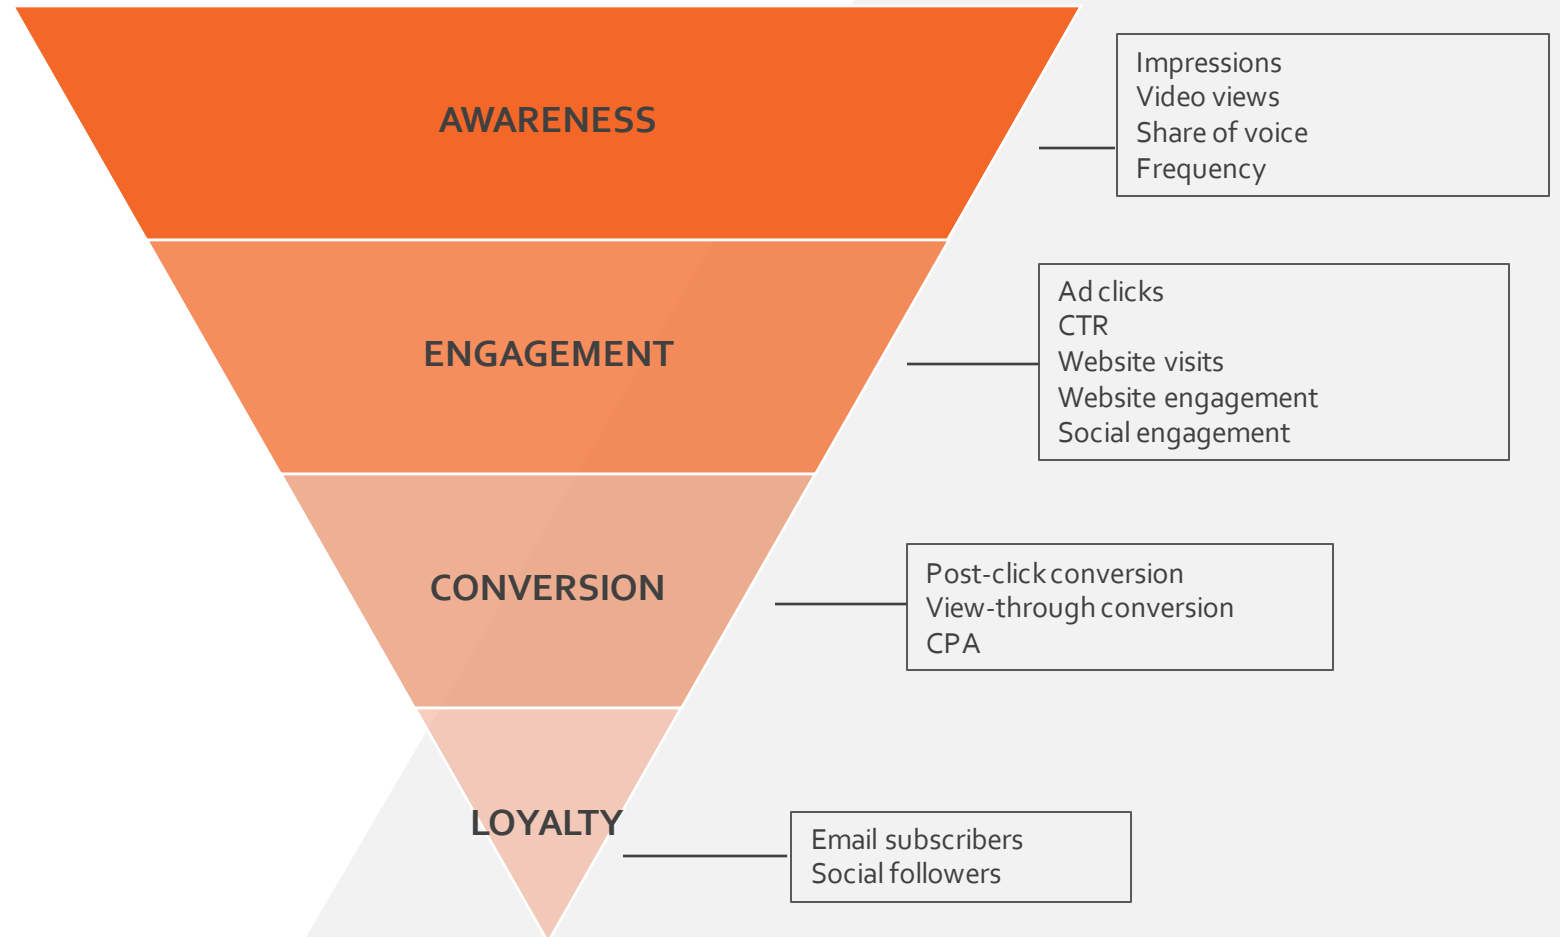 AWARENESS
Impressions
Video views
Share of voice
Frequency
ENGAGEMENT
Ad clicks
CTR
Website visits
Website engagement
Social engagement
CONVERSION
Post-click conversion
View-through conversion
CPA
LOYALTY
Email subscribers
Social followers